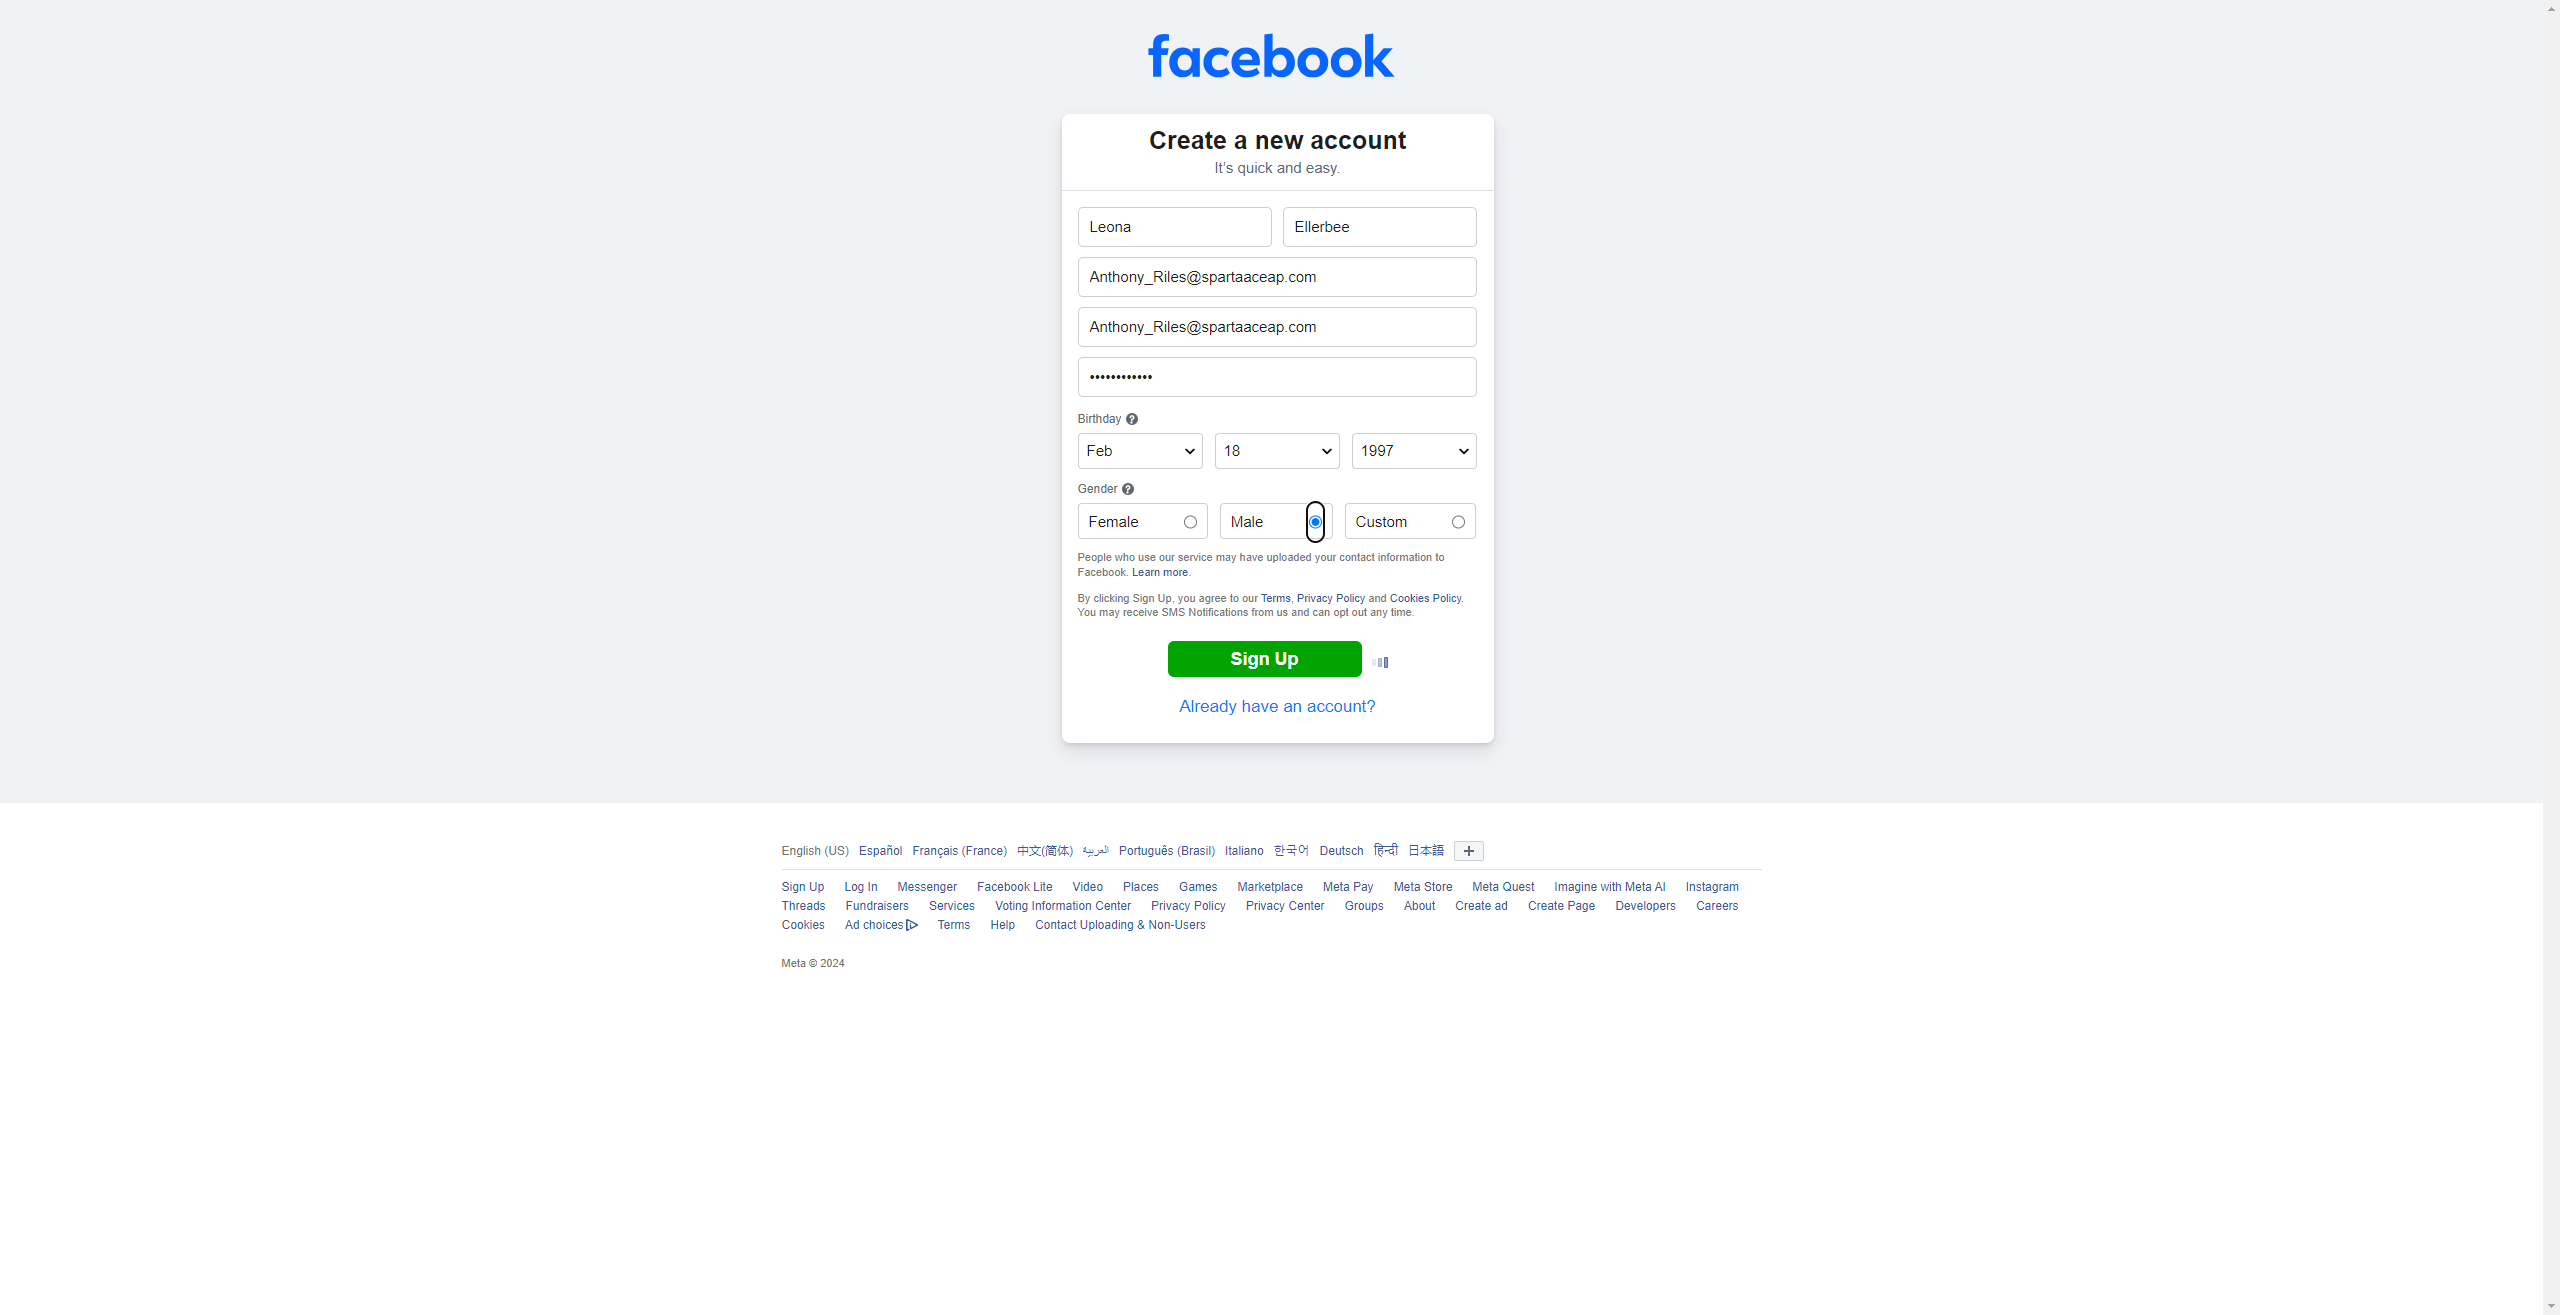 facebook
Create a new account
It's quick and easy.
Leona Ellerbee
Anthony_Riles@spartaaceap.com
Anthony_Riles@spartaaceap.com
••••••••••••
Birthday ?
Feb 18 1997
Gender ?
Female Male Custom
People who use our service may have uploaded your contact information to
Facebook. Learn more.
By clicking Sign Up, you agree to our Terms, Privacy Policy and Cookies Policy.
You may receive SMS Notifications from us and can opt out any time.
Sign Up
Already have an account?
English (US) Español Français (France) 中文(简体) العربية Português (Brasil) Italiano 한국어 Deutsch हिन्दी 日本語 +
Sign Up Log In Messenger Facebook Lite Video Places Games Marketplace Meta Pay Meta Store Meta Quest Imagine with Meta AI Instagram
Threads Fundraisers Services Voting Information Center Privacy Policy Privacy Center Groups About Create ad Create Page Developers Careers
Cookies Ad choices Terms Help Contact Uploading & Non-Users
Meta © 2024